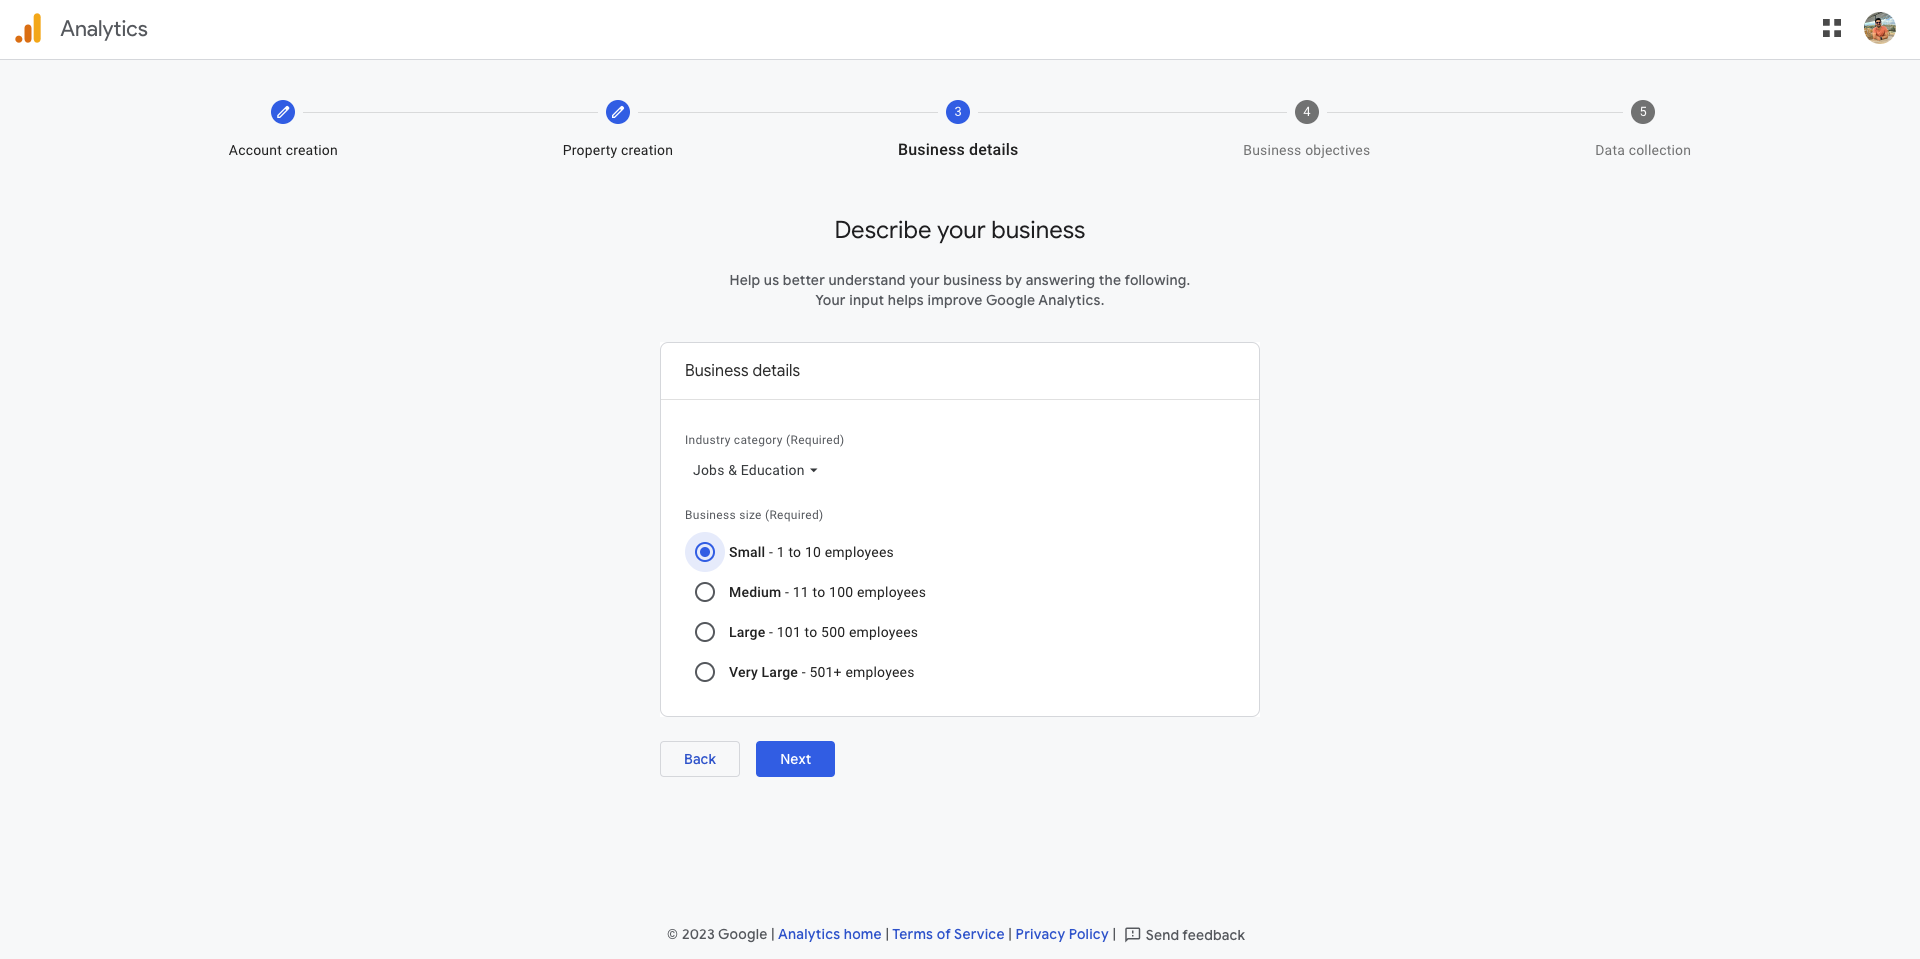 Analytics
3
4
5
Account creation
Property creation
Business details
Business objectives
Data collection
Describe your business
Help us better understand your business by answering the following.
Your input helps improve Google Analytics.
Business details
Industry category (Required)
Jobs & Education
Business size (Required)
Small - 1 to 10 employees
Medium - 11 to 100 employees
Large - 101 to 500 employees
Very Large - 501+ employees
Back
Next
© 2023 Google | Analytics home | Terms of Service | Privacy Policy | Send feedback